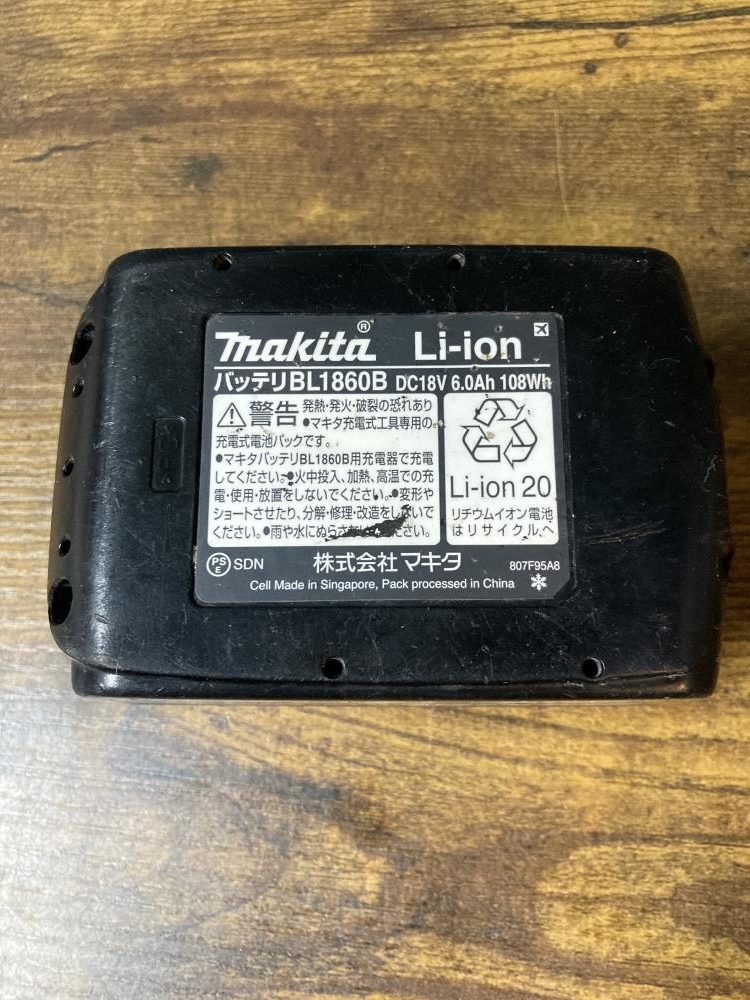 makita® Li-ion
バッテリBL1860B DC18V 6.0Ah 108Wh
警告 発熱・発火・破裂の恐れあり
●マキタ充電式工具専用の
充電式電池パックです。
●マキタバッテリBL1860B用充電器で充電
してください。●火中投入、加熱、高温での充
電・使用・放置をしないでください。●変形や
ショートさせたり、分解・修理・改造をしないで
ください。●雨や水にぬらさないでください。
Li-ion 20
リチウムイオン電池
はリサイクルへ
PSE SDN 株式会社マキタ 807F95A8
Cell Made in Singapore, Pack processed in China